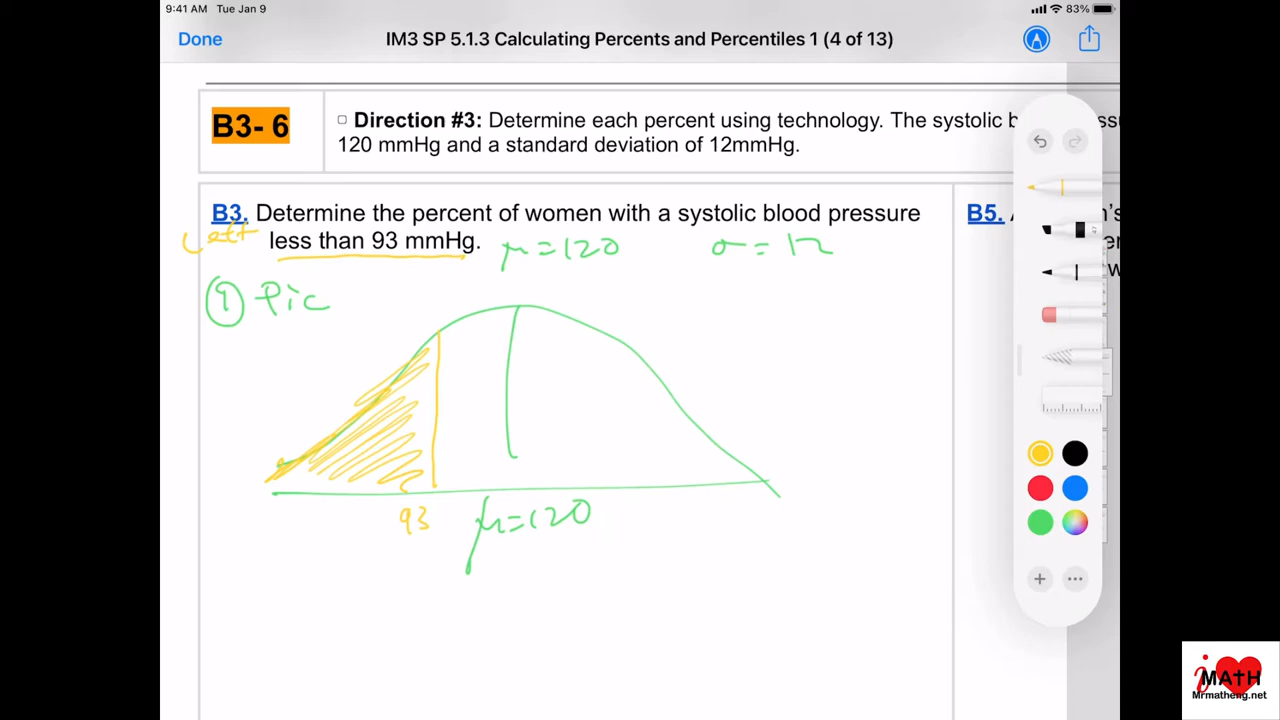 9:41 AM Tue Jan 9
83%
Done
IM3 SP 5.1.3 Calculating Percents and Percentiles 1 (4 of 13)
B3- 6
Direction #3: Determine each percent using technology. The systolic b
120 mmHg and a standard deviation of 12mmHg.
B3. Determine the percent of women with a systolic blood pressure
less than 93 mmHg.
Left
μ=120
σ=12
B5.
① Pic
93
μ=120
i MATH
Mrmatheng.net